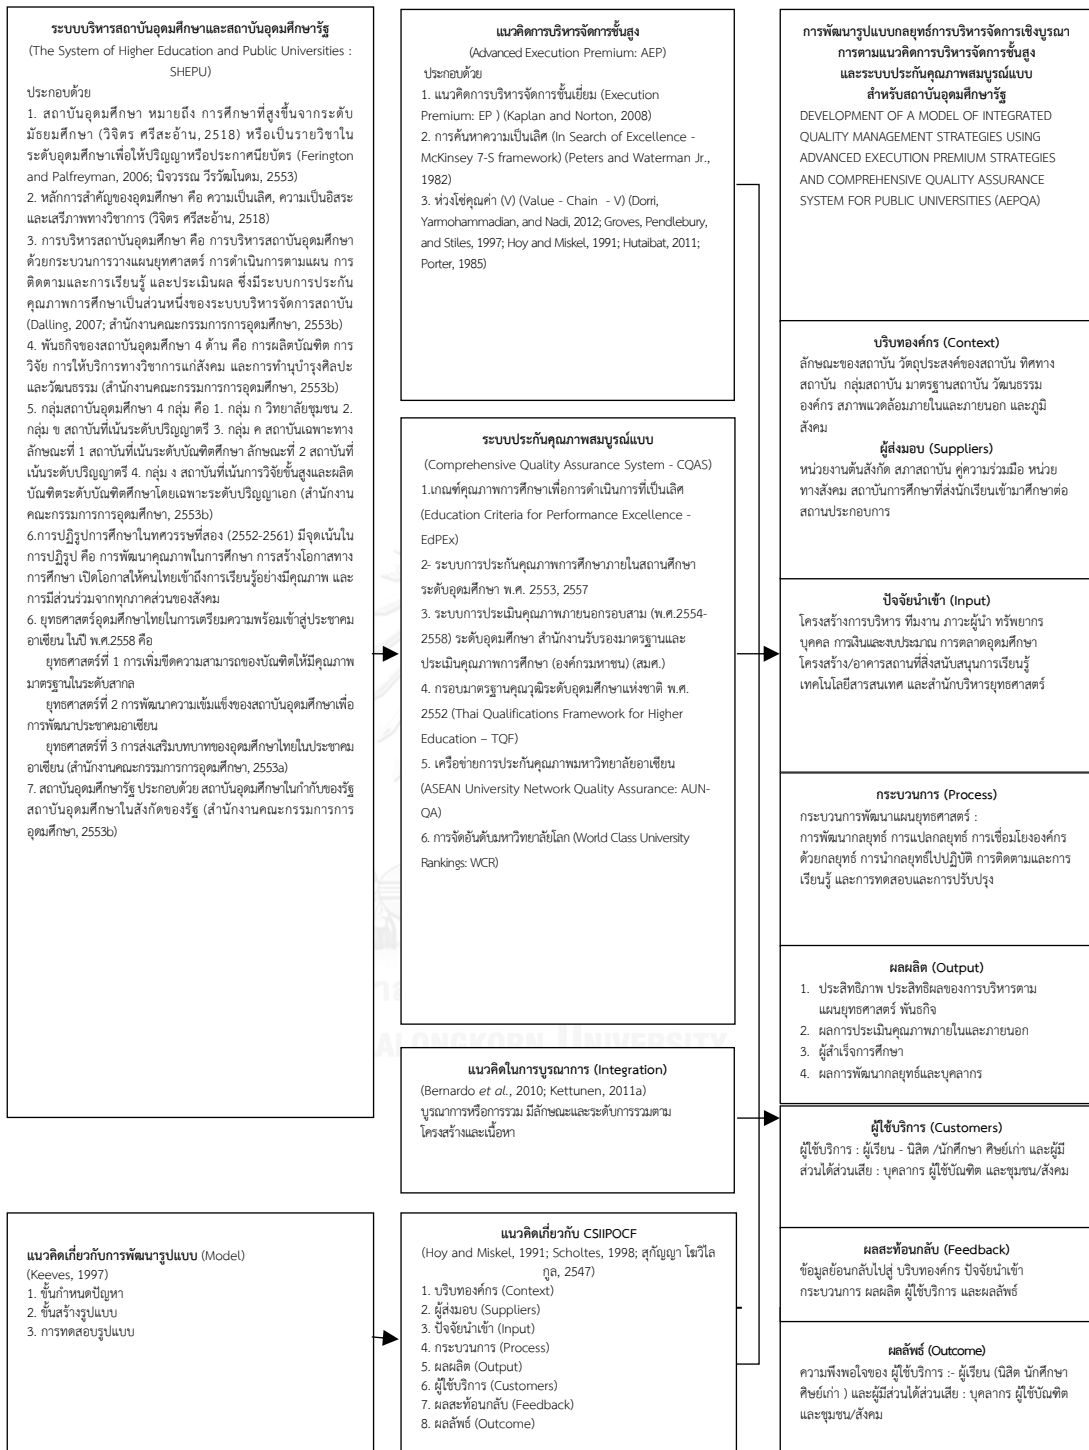 ระบบบริหารสถาบันอุดมศึกษาและสถาบันอุดมศึกษารัฐ
(The System of Higher Education and Public Universities :
SHEPU)
ประกอบด้วย
1. สถาบันอุดมศึกษา หมายถึง การศึกษาที่สูงขึ้นจากระดับ
มัธยมศึกษา (วิจิตร ศรีสะอ้าน, 2518) หรือเป็นรายวิชาใน
ระดับอุดมศึกษาเพื่อให้ปริญญาหรือประกาศนียบัตร (Ferington
and Palfreyman, 2006; นิจวรรณ วีรวัฒโนดม, 2553)
2. หลักการสำคัญของอุดมศึกษา คือ ความเป็นเลิศ, ความเป็นอิสระ
และเสรีภาพทางวิชาการ (วิจิตร ศรีสะอ้าน, 2518)
3. การบริหารสถาบันอุดมศึกษา คือ การบริหารสถาบันอุดมศึกษา
ด้วยกระบวนการวางแผนยุทธศาสตร์ การดำเนินการตามแผน การ
ติดตามและการเรียนรู้ และประเมินผล ซึ่งมีระบบการประกัน
คุณภาพการศึกษาเป็นส่วนหนึ่งของระบบบริหารจัดการสถาบัน
(Dalling, 2007; สำนักงานคณะกรรมการการอุดมศึกษา, 2553b)
4. พันธกิจของสถาบันอุดมศึกษา 4 ด้าน คือ การผลิตบัณฑิต การ
วิจัย การให้บริการทางวิชาการแก่สังคม และการทำนุบำรุงศิลปะ
และวัฒนธรรม (สำนักงานคณะกรรมการการอุดมศึกษา, 2553b)
5. กลุ่มสถาบันอุดมศึกษา 4 กลุ่ม คือ 1. กลุ่ม ก วิทยาลัยชุมชน 2.
กลุ่ม ข สถาบันที่เน้นระดับปริญญาตรี 3. กลุ่ม ค สถาบันเฉพาะทาง
ลักษณะที่ 1 สถาบันที่เน้นระดับบัณฑิตศึกษา ลักษณะที่ 2 สถาบันที่
เน้นระดับปริญญาตรี 4. กลุ่ม ง สถาบันที่เน้นการวิจัยขั้นสูงและผลิต
บัณฑิตระดับบัณฑิตศึกษาโดยเฉพาะระดับปริญญาเอก (สำนักงาน
คณะกรรมการการอุดมศึกษา, 2553b)
6.การปฏิรูปการศึกษาในทศวรรษที่สอง (2552-2561) มีจุดเน้นใน
การปฏิรูป คือ การพัฒนาคุณภาพในการศึกษา การสร้างโอกาสทาง
การศึกษา เปิดโอกาสให้คนไทยเข้าถึงการเรียนรู้อย่างมีคุณภาพ และ
การมีส่วนร่วมจากทุกภาคส่วนของสังคม
6. ยุทธศาสตร์อุดมศึกษาไทยในการเตรียมความพร้อมเข้าสู่ประชาคม
อาเซียน ในปี พ.ศ.2558 คือ
ยุทธศาสตร์ที่ 1 การเพิ่มขีดความสามารถของบัณฑิตให้มีคุณภาพ
มาตรฐานในระดับสากล
ยุทธศาสตร์ที่ 2 การพัฒนาความเข้มแข็งของสถาบันอุดมศึกษาเพื่อ
การพัฒนาประชาคมอาเซียน
ยุทธศาสตร์ที่ 3 การส่งเสริมบทบาทของอุดมศึกษาไทยในประชาคม
อาเซียน (สำนักงานคณะกรรมการการอุดมศึกษา, 2553a)
7. สถาบันอุดมศึกษารัฐ ประกอบด้วย สถาบันอุดมศึกษาในกำกับของรัฐ
สถาบันอุดมศึกษาในสังกัดของรัฐ (สำนักงานคณะกรรมการการ
อุดมศึกษา, 2553b)
แนวคิดเกี่ยวกับการพัฒนารูปแบบ (Model)
(Keeves, 1997)
1. ขั้นกำหนดปัญหา
2. ขั้นสร้างรูปแบบ
3. การทดสอบรูปแบบ
แนวคิดการบริหารจัดการชั้นสูง
(Advanced Execution Premium: AEP)
ประกอบด้วย
1. แนวคิดการบริหารจัดการชั้นเยี่ยม (Execution
Premium: EP ) (Kaplan and Norton, 2008)
2. การค้นหาความเป็นเลิศ (In Search of Excellence -
McKinsey 7-S framework) (Peters and Waterman Jr.,
1982)
3. ห่วงโซ่คุณค่า (V) (Value - Chain - V) (Dorri,
Yarmohammadian, and Nadi, 2012; Groves, Pendlebury,
and Stiles, 1997; Hoy and Miskel, 1991; Hutaibat, 2011;
Porter, 1985)
ระบบประกันคุณภาพสมบูรณ์แบบ
(Comprehensive Quality Assurance System - CQAS)
1.เกณฑ์คุณภาพการศึกษาเพื่อการดำเนินการที่เป็นเลิศ
(Education Criteria for Performance Excellence -
EdPEx)
2- ระบบการประกันคุณภาพการศึกษาภายในสถานศึกษา
ระดับอุดมศึกษา พ.ศ. 2553, 2557
3. ระบบการประเมินคุณภาพภายนอกรอบสาม (พ.ศ.2554-
2558) ระดับอุดมศึกษา สำนักงานรับรองมาตรฐานและ
ประเมินคุณภาพการศึกษา (องค์กรมหาชน) (สมศ.)
4. กรอบมาตรฐานคุณวุฒิระดับอุดมศึกษาแห่งชาติ พ.ศ.
2552 (Thai Qualifications Framework for Higher
Education – TQF)
5. เครือข่ายการประกันคุณภาพมหาวิทยาลัยอาเซียน
(ASEAN University Network Quality Assurance: AUN-
QA)
6. การจัดอันดับมหาวิทยาลัยโลก (World Class University
Rankings: WCR)
ALONGKORN UNIVERSITY
แนวคิดในการบูรณาการ (Integration)
(Bernardo et al., 2010; Kettunen, 2011a)
บูรณาการหรือการรวม มีลักษณะและระดับการรวมตาม
โครงสร้างและเนื้อหา
แนวคิดเกี่ยวกับ CSIIPOCF
(Hoy and Miskel, 1991; Scholtes, 1998; สุกัญญา โฆวิไล
กูล, 2547)
1. บริบทองค์กร (Context)
2. ผู้ส่งมอบ (Suppliers)
3. ปัจจัยนำเข้า (Input)
4. กระบวนการ (Process)
5. ผลผลิต (Output)
6. ผู้ใช้บริการ (Customers)
7. ผลสะท้อนกลับ (Feedback)
8. ผลลัพธ์ (Outcome)
การพัฒนารูปแบบกลยุทธ์การบริหารจัดการเชิงบูรณา
การตามแนวคิดการบริหารจัดการชั้นสูง
และระบบประกันคุณภาพสมบูรณ์แบบ
สำหรับสถาบันอุดมศึกษารัฐ
DEVELOPMENT OF A MODEL OF INTEGRATED
QUALITY MANAGEMENT STRATEGIES USING
ADVANCED EXECUTION PREMIUM STRATEGIES
AND COMPREHENSIVE QUALITY ASSURANCE
SYSTEM FOR PUBLIC UNIVERSITIES (AEPQA)
บริบทองค์กร (Context)
ลักษณะของสถาบัน วัตถุประสงค์ของสถาบัน ทิศทาง
สถาบัน กลุ่มสถาบัน มาตรฐานสถาบัน วัฒนธรรม
องค์กร สภาพแวดล้อมภายในและภายนอก และภูมิ
สังคม
ผู้ส่งมอบ (Suppliers)
หน่วยงานต้นสังกัด สภาสถาบัน คู่ความร่วมมือ หน่วย
ทางสังคม สถาบันการศึกษาที่ส่งนักเรียนเข้ามาศึกษาต่อ
สถานประกอบการ
ปัจจัยนำเข้า (Input)
โครงสร้างการบริหาร ทีมงาน ภาวะผู้นำ ทรัพยากร
บุคคล การเงินและงบประมาณ การตลาดอุดมศึกษา
โครงสร้าง/อาคารสถานที่สิ่งสนับสนุนการเรียนรู้
เทคโนโลยีสารสนเทศ และสำนักบริหารยุทธศาสตร์
กระบวนการ (Process)
กระบวนการพัฒนาแผนยุทธศาสตร์ :
การพัฒนากลยุทธ์ การแปลกลยุทธ์ การเชื่อมโยงองค์กร
ด้วยกลยุทธ์ การนำกลยุทธ์ไปปฏิบัติ การติดตามและการ
เรียนรู้ และการทดสอบและการปรับปรุง
ผลผลิต (Output)
1. ประสิทธิภาพ ประสิทธิผลของการบริหารตาม
แผนยุทธศาสตร์ พันธกิจ
2. ผลการประเมินคุณภาพภายในและภายนอก
3. ผู้สำเร็จการศึกษา
4. ผลการพัฒนากลยุทธ์และบุคลากร
ผู้ใช้บริการ (Customers)
ผู้ใช้บริการ : ผู้เรียน - นิสิต /นักศึกษา ศิษย์เก่า และผู้มี
ส่วนได้ส่วนเสีย : บุคลากร ผู้ใช้บัณฑิต และชุมชน/สังคม
ผลสะท้อนกลับ (Feedback)
ข้อมูลย้อนกลับไปสู่ บริบทองค์กร ปัจจัยนำเข้า
กระบวนการ ผลผลิต ผู้ใช้บริการ และผลลัพธ์
ผลลัพธ์ (Outcome)
ความพึงพอใจของ ผู้ใช้บริการ :- ผู้เรียน (นิสิต นักศึกษา
ศิษย์เก่า ) และผู้มีส่วนได้ส่วนเสีย : บุคลากร ผู้ใช้บัณฑิต
และชุมชน/สังคม